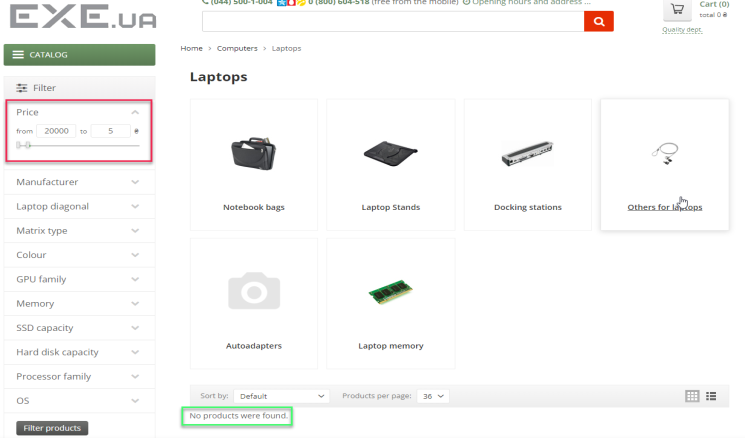 EXE.UA
(044) 500-1-004 0 (800) 604-518 (free from the mobile) Opening hours and address ...
Cart (0)
total 0 ₴
Quality dept.
CATALOG
Home > Computers > Laptops
Laptops
Filter
Price
from 20000 to 5 ₴
Manufacturer
Laptop diagonal
Matrix type
Colour
GPU family
Memory
SSD capacity
Hard disk capacity
Processor family
OS
Filter products
Notebook bags
Laptop Stands
Docking stations
Others for laptops
Autoadapters
Laptop memory
Sort by: Default Products per page: 36
No products were found.